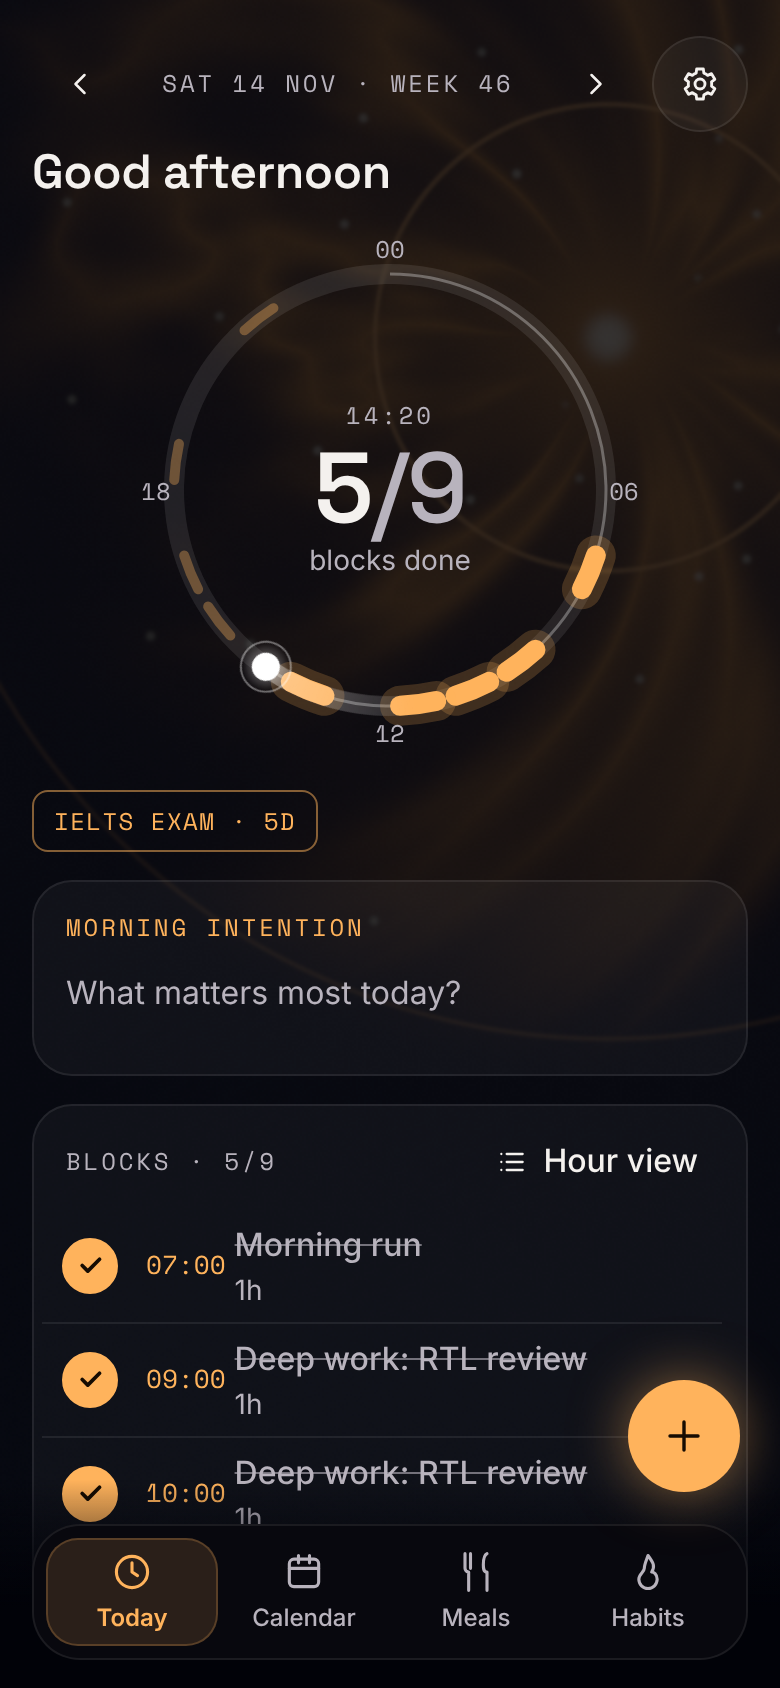 SAT 14 NOV · WEEK 46
Good afternoon
00
14:20
5/9
blocks done
18
06
12
IELTS EXAM · 5D
MORNING INTENTION
What matters most today?
BLOCKS · 5/9
Hour view
07:00 Morning run
1h
09:00 Deep work: RTL review
1h
10:00 Deep work: RTL review
1h
Today
Calendar
Meals
Habits